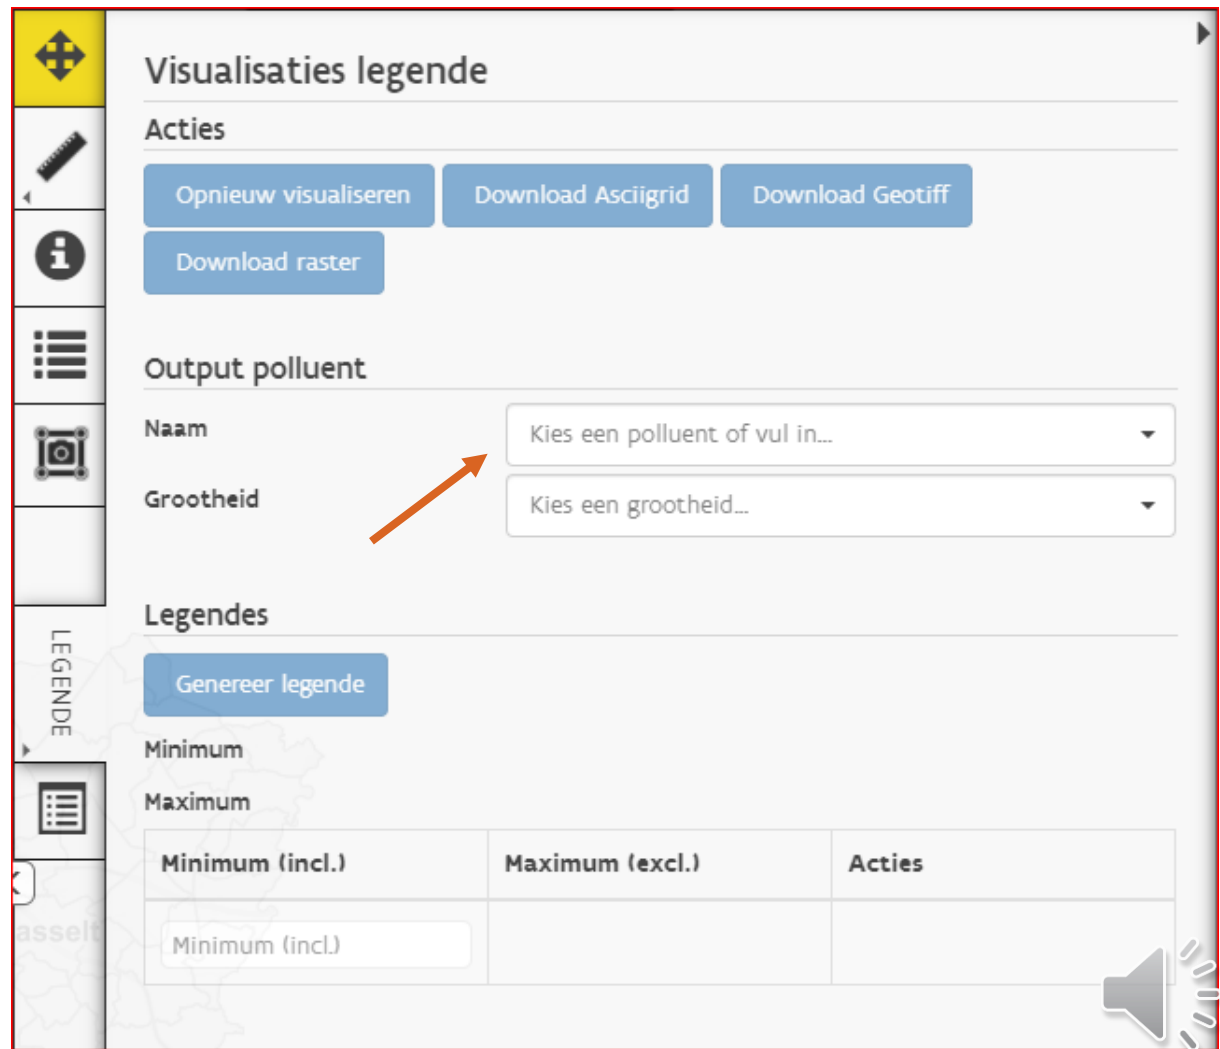 Visualisaties legende
Acties
Opnieuw visualiseren
Download Asciigrid
Download Geotiff
Download raster
Output polluent
Naam
Kies een polluent of vul in...
Grootheid
Kies een grootheid...
Legendes
LEGENDE
Genereer legende
Minimum
Maximum
Minimum (incl.)
Maximum (excl.)
Acties
asselt
Minimum (incl.)